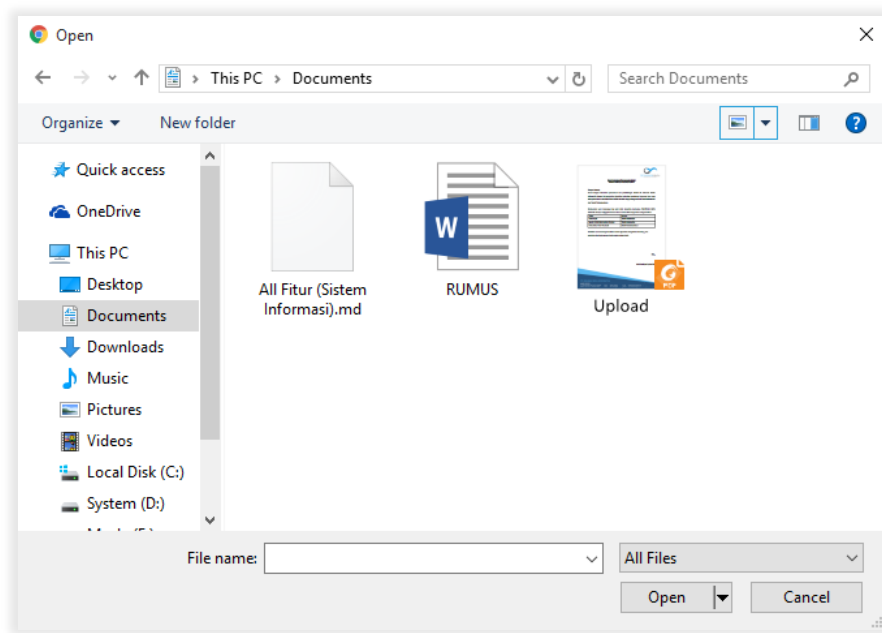 Open
This PC > Documents
Search Documents
Organize
New folder
Quick access
OneDrive
This PC
Desktop
Documents
Downloads
Music
Pictures
Videos
Local Disk (C:)
System (D:)
All Fitur (Sistem
Informasi).md
W
RUMUS
PDF
Upload
File name:
All Files
Open
Cancel